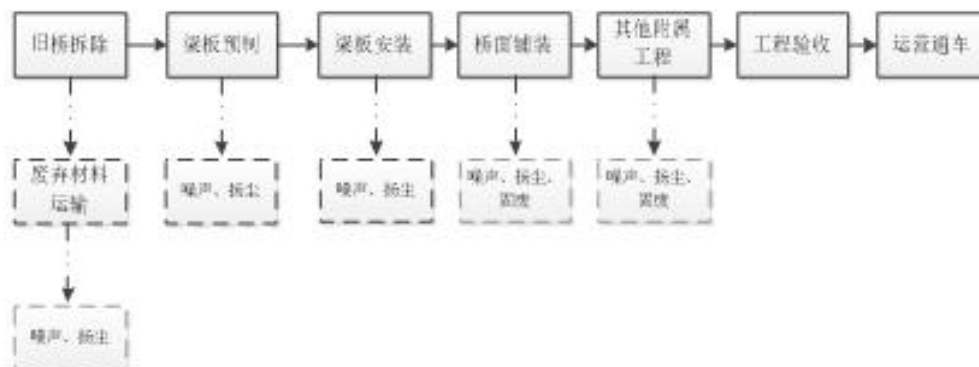 旧桥拆除
梁板预制
梁板安装
桥面铺装
其他附属
工程
工程验收
运营通车
废弃材料
运输
噪声、扬尘
噪声、扬尘
噪声、扬尘、
固废
噪声、扬尘、
固废
噪声、扬尘